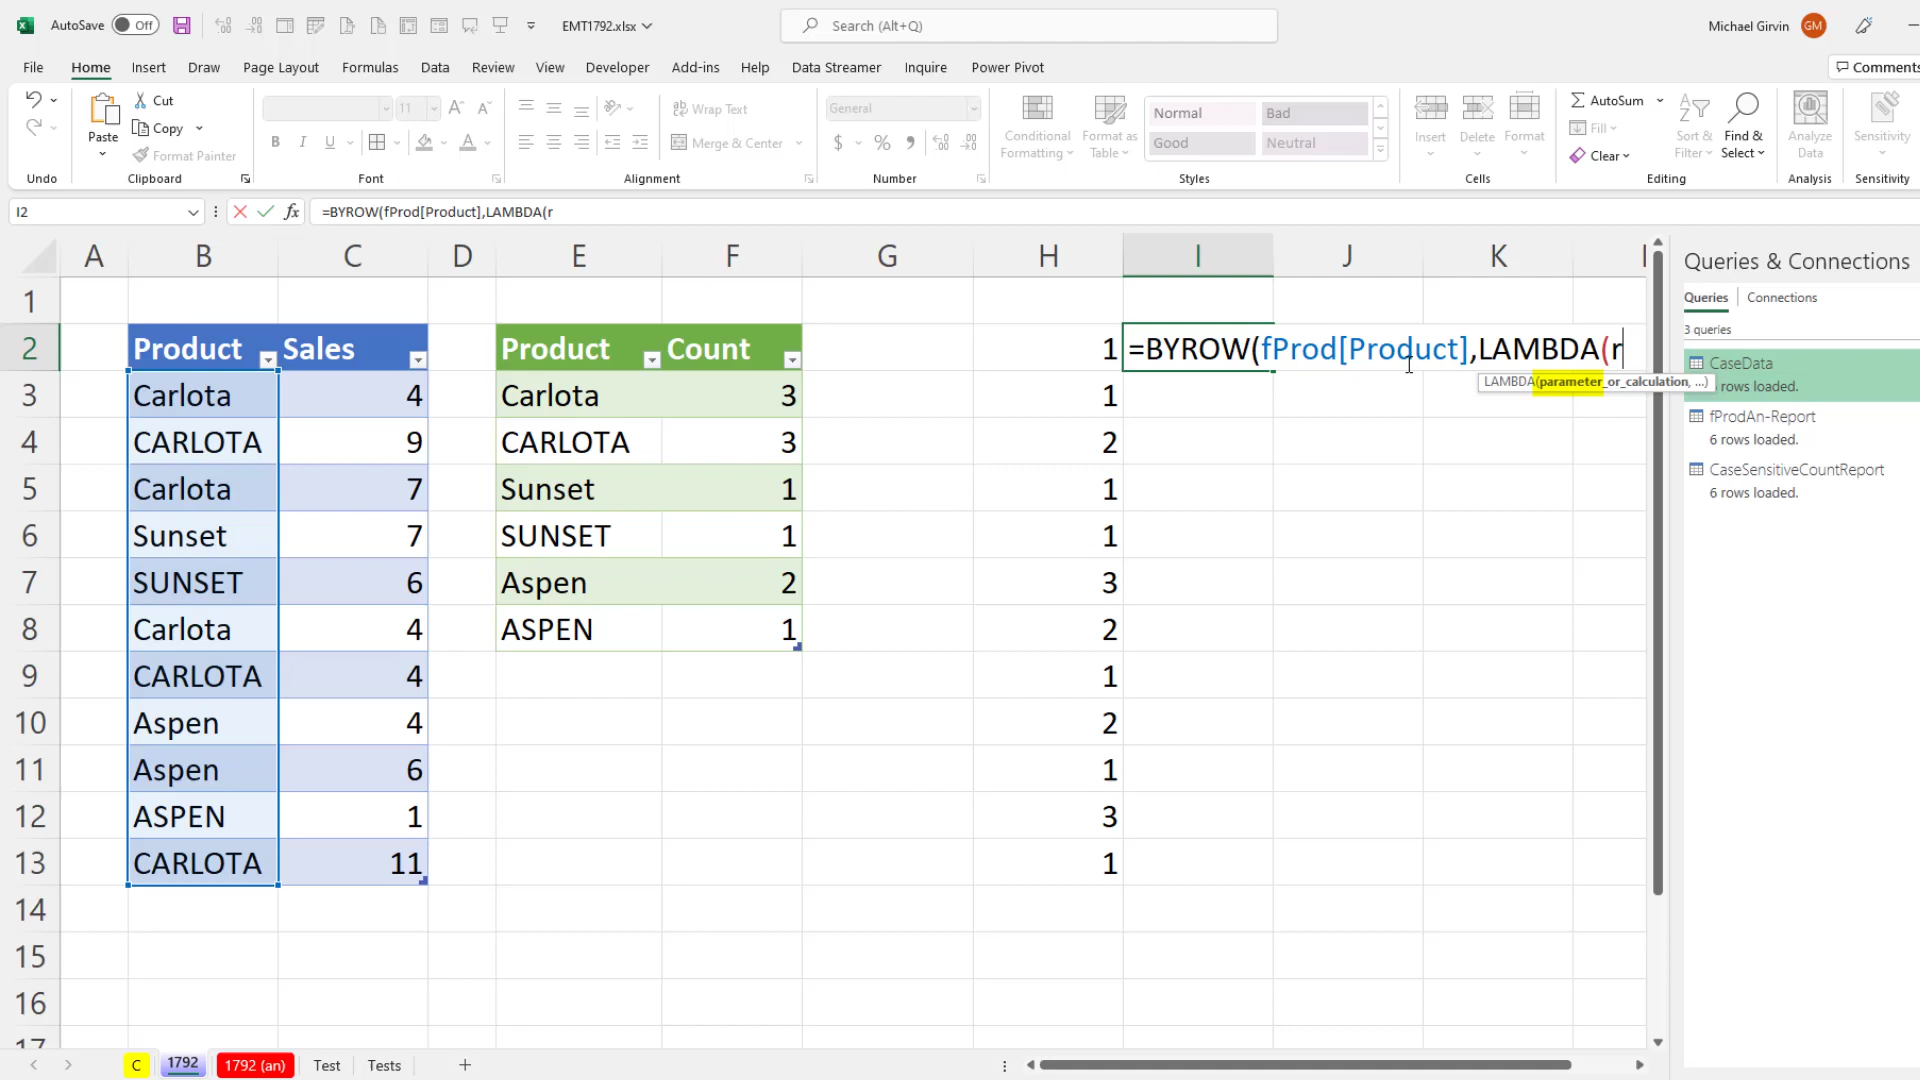 AutoSave Off EMT1792.xlsx Search (Alt+Q) Michael Girvin GM
File Home Insert Draw Page Layout Formulas Data Review View Developer Add-ins Help Data Streamer Inquire Power Pivot Comments
Cut
Copy
Format Painter
Paste
11
Wrap Text
Merge & Center
General
Conditional Formatting
Format as Table
Normal Bad
Good Neutral
Insert Delete Format
AutoSum
Fill
Clear
Sort & Filter
Find & Select
Analyze Data
Sensitivity
Undo Clipboard Font Alignment Number Styles Cells Editing Analysis Sensitivity
I2 fx =BYROW(fProd[Product],LAMBDA(r
A B C D E F G H I J K
1
2 Product Sales Product Count 1 =BYROW(fProd[Product],LAMBDA(r
LAMBDA(parameter_or_calculation, ...)
3 Carlota 4 Carlota 3 1
4 CARLOTA 9 CARLOTA 3 2
5 Carlota 7 Sunset 1 1
6 Sunset 7 SUNSET 1 1
7 SUNSET 6 Aspen 2 3
8 Carlota 4 ASPEN 1 2
9 CARLOTA 4 1
10 Aspen 4 2
11 Aspen 6 1
12 ASPEN 1 3
13 CARLOTA 11 1
14
15
16
17
Queries & Connections
Queries Connections
3 queries
CaseData
rows loaded.
fProdAn-Report
6 rows loaded.
CaseSensitiveCountReport
6 rows loaded.
C 1792 1792 (an) Test Tests